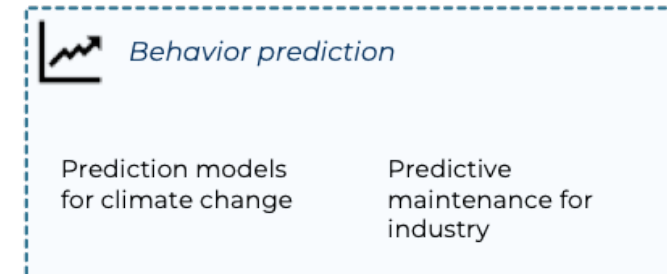 Behavior prediction
Prediction models
for climate change
Predictive
maintenance for
industry